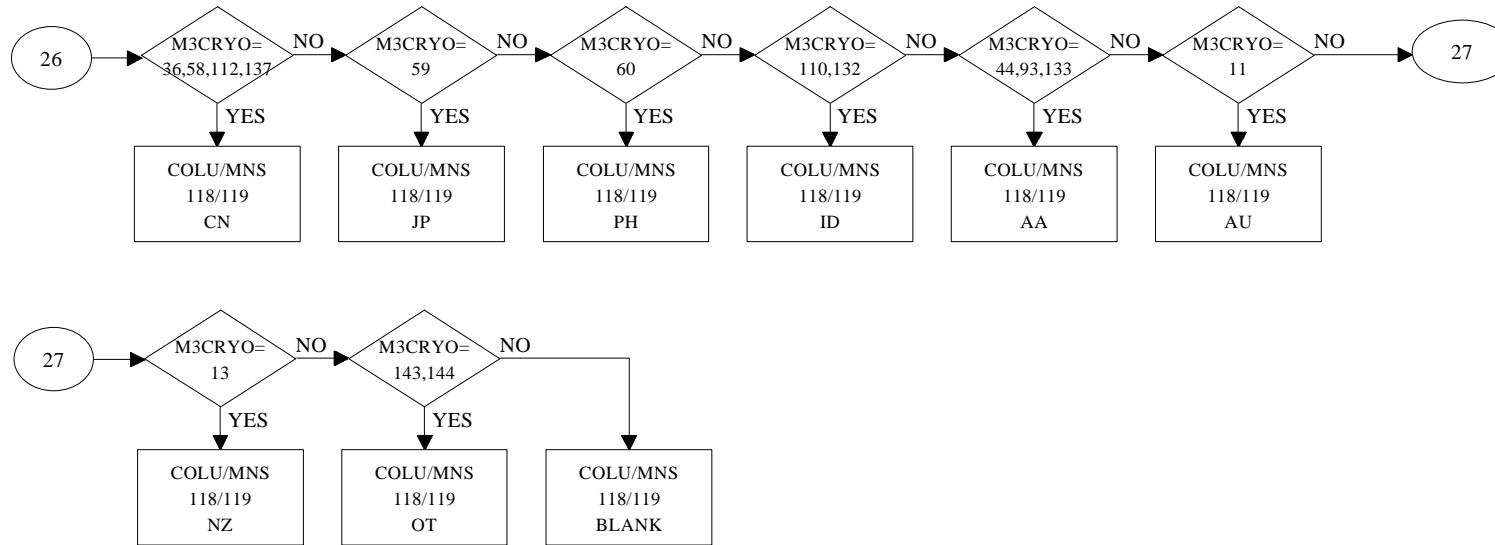 26
M3CRYO=
36,58,112,137
NO
M3CRYO=
59
NO
M3CRYO=
60
NO
M3CRYO=
110,132
NO
M3CRYO=
44,93,133
NO
M3CRYO=
11
NO
27
YES
YES
YES
YES
YES
YES
COLU/MNS
118/119
CN
COLU/MNS
118/119
JP
COLU/MNS
118/119
PH
COLU/MNS
118/119
ID
COLU/MNS
118/119
AA
COLU/MNS
118/119
AU
27
M3CRYO=
13
NO
M3CRYO=
143,144
NO
YES
YES
COLU/MNS
118/119
NZ
COLU/MNS
118/119
OT
COLU/MNS
118/119
BLANK